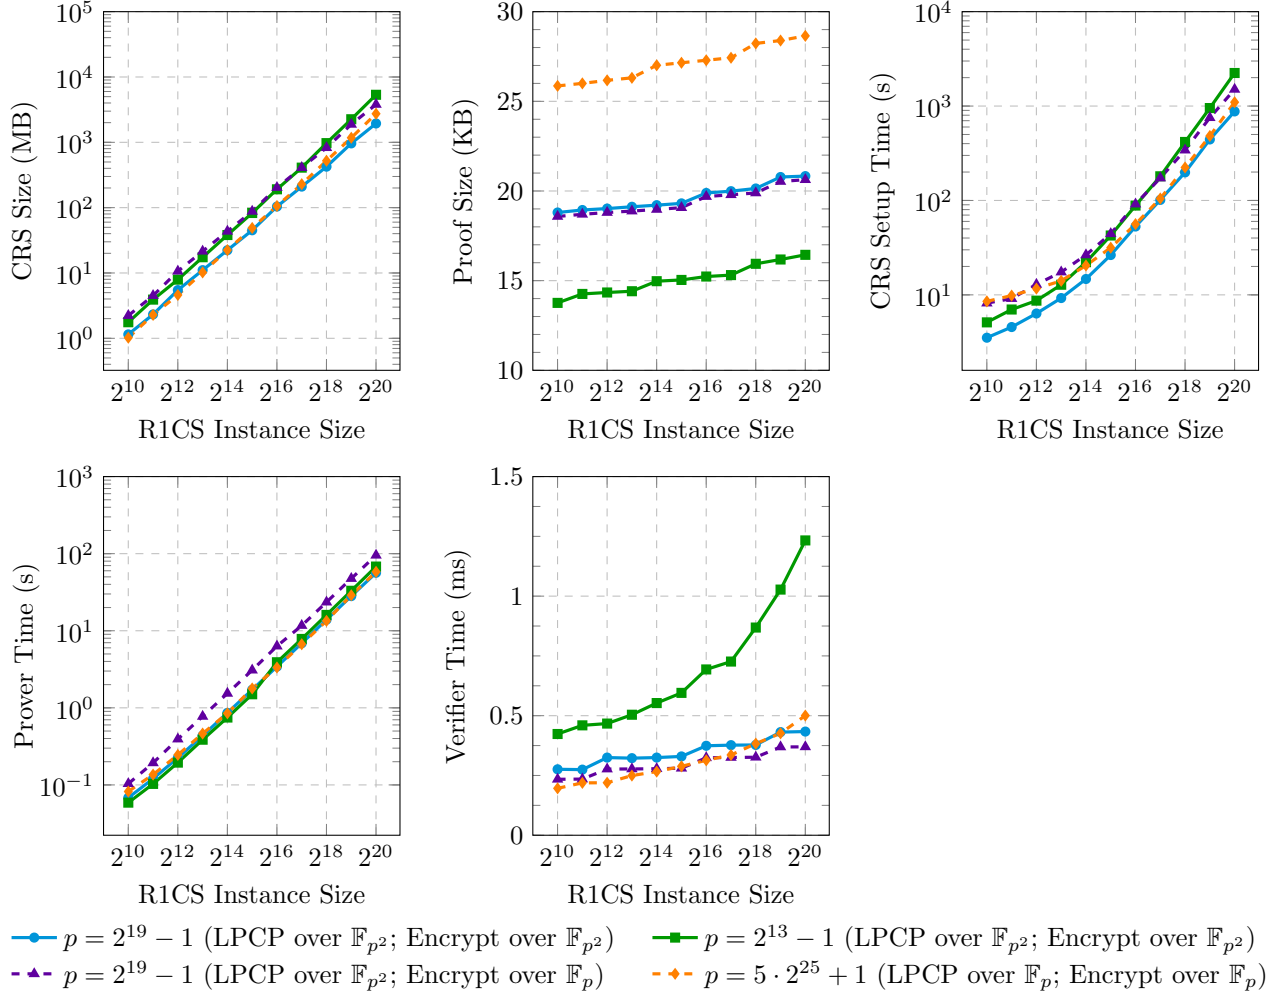 10^5
10^4
10^3
10^2
10^1
10^0
CRS Size (MB)
2^10 2^12 2^14 2^16 2^18 2^20
R1CS Instance Size
30
25
20
15
10
Proof Size (KB)
2^10 2^12 2^14 2^16 2^18 2^20
R1CS Instance Size
10^4
10^3
10^2
10^1
CRS Setup Time (s)
2^10 2^12 2^14 2^16 2^18 2^20
R1CS Instance Size
10^3
10^2
10^1
10^0
10^−1
Prover Time (s)
2^10 2^12 2^14 2^16 2^18 2^20
R1CS Instance Size
1.5
1
0.5
0
Verifier Time (ms)
2^10 2^12 2^14 2^16 2^18 2^20
R1CS Instance Size
p = 2^19 − 1 (LPCP over 𝔽_{p^2}; Encrypt over 𝔽_{p^2})
p = 2^13 − 1 (LPCP over 𝔽_{p^2}; Encrypt over 𝔽_{p^2})
p = 2^19 − 1 (LPCP over 𝔽_{p^2}; Encrypt over 𝔽_p)
p = 5 · 2^25 + 1 (LPCP over 𝔽_p; Encrypt over 𝔽_p)